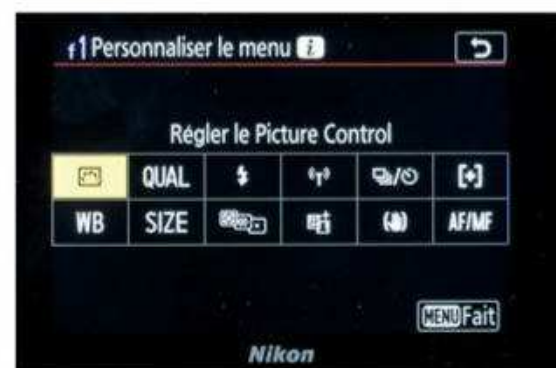 f1 Personnaliser le menu i
Régler le Picture Control
QUAL
WB SIZE AF/MF
MENU Fait
Nikon